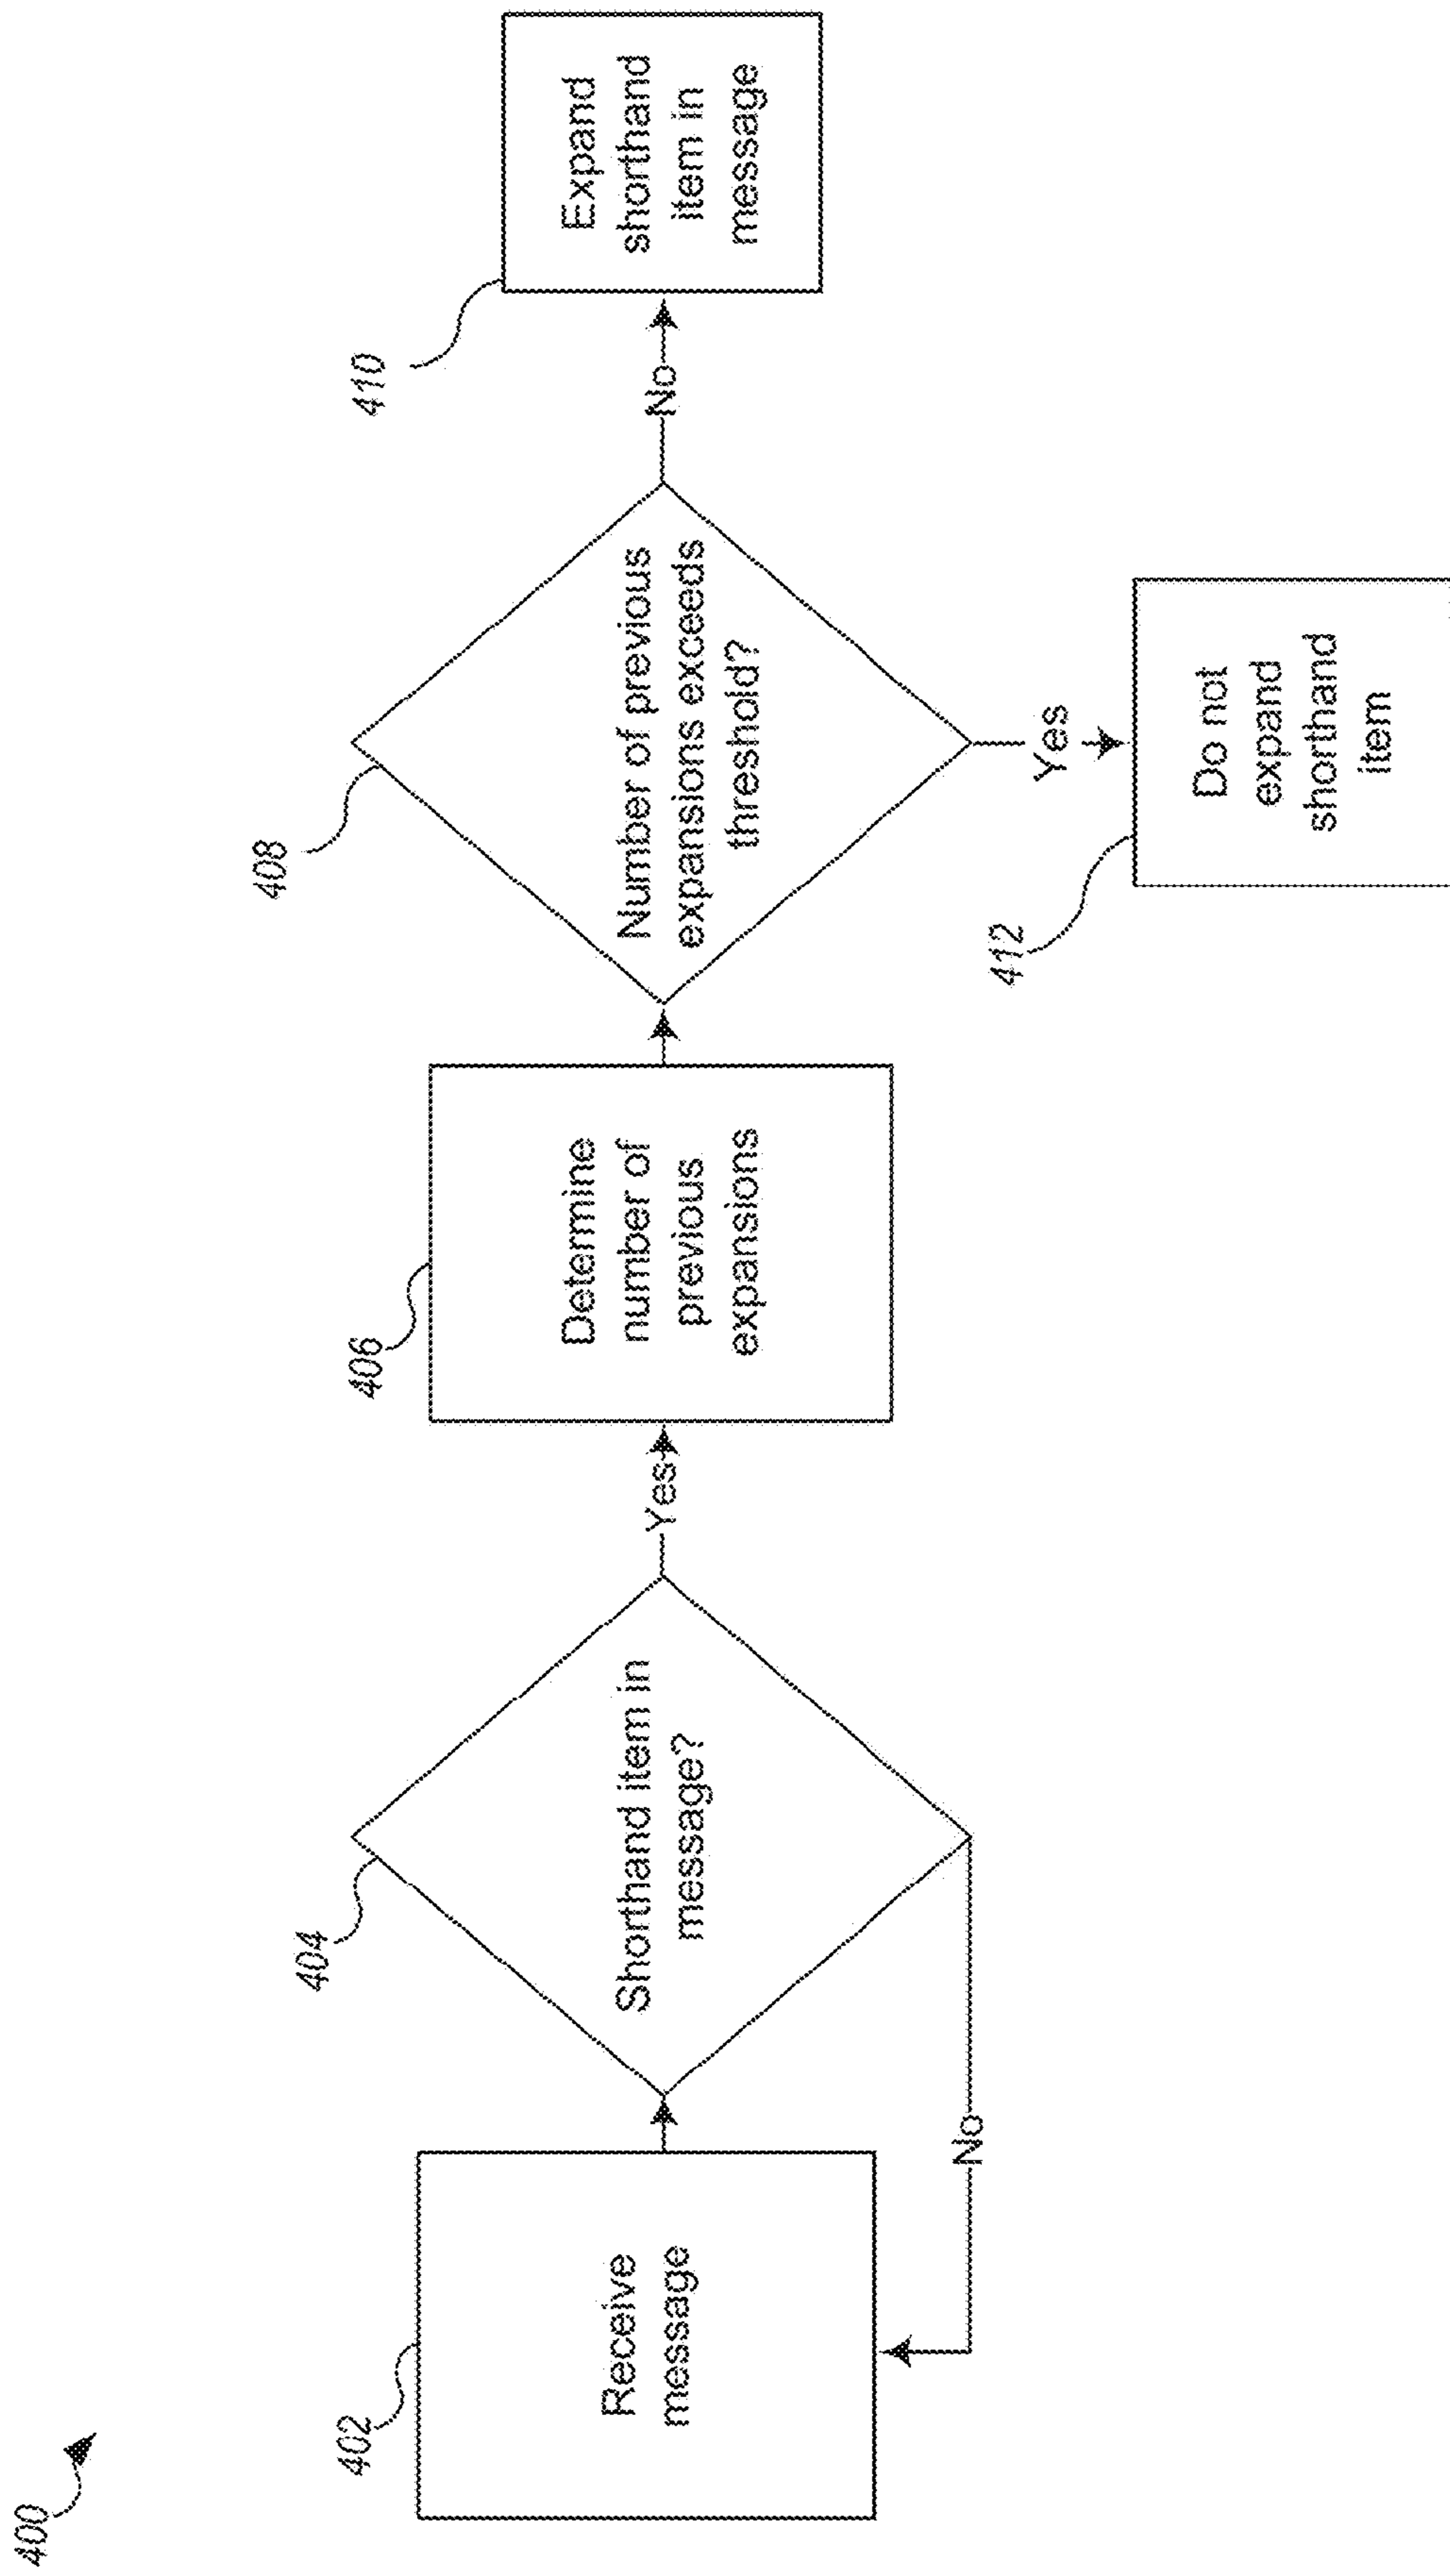 400
402
Receive
message
404
Shorthand item in
message?
No
Yes
406
Determine
number of
previous
expansions
408
Number of previous
expansions exceeds
threshold?
No
410
Expand
shorthand
item in
message
Yes
412
Do not
expand
shorthand
item